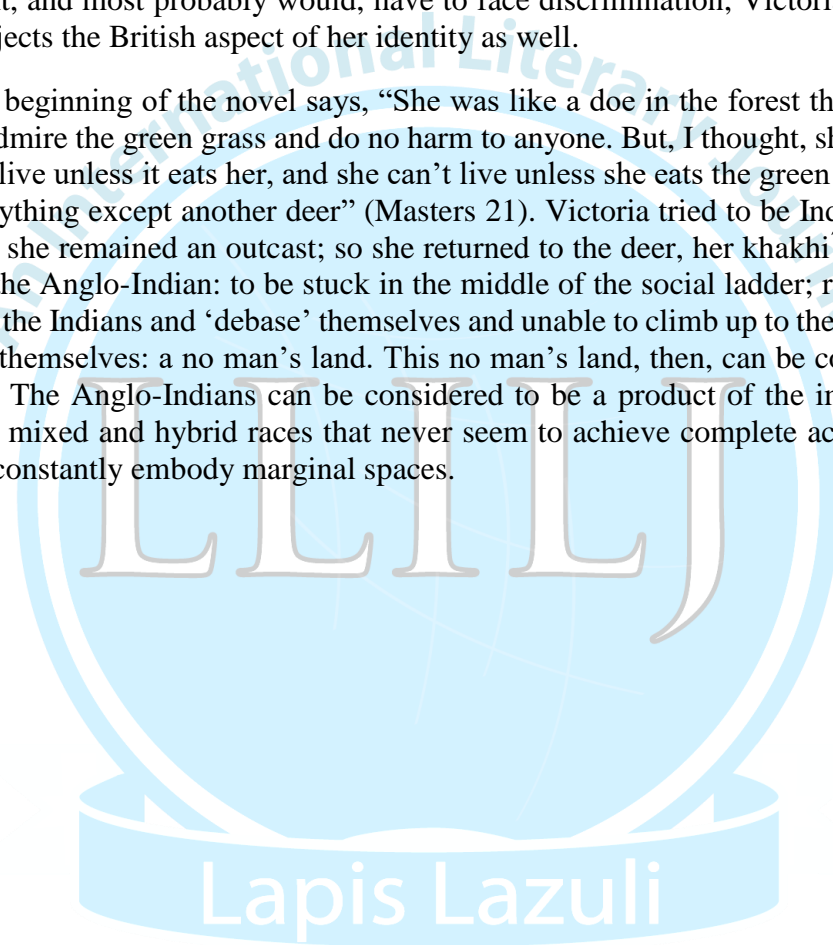 t, and most probably would, have to face discrimination, Victori
jects the British aspect of her identity as well.
beginning of the novel says, “She was like a doe in the forest th
dmire the green grass and do no harm to anyone. But, I thought, sh
live unless it eats her, and she can’t live unless she eats the green
ything except another deer” (Masters 21). Victoria tried to be Ind
she remained an outcast; so she returned to the deer, her khakhi
he Anglo-Indian: to be stuck in the middle of the social ladder; r
the Indians and ‘debase’ themselves and unable to climb up to the
themselves: a no man’s land. This no man’s land, then, can be co
The Anglo-Indians can be considered to be a product of the in
mixed and hybrid races that never seem to achieve complete ac
constantly embody marginal spaces.
An International Literary Journal
LLILJ
Lapis Lazuli